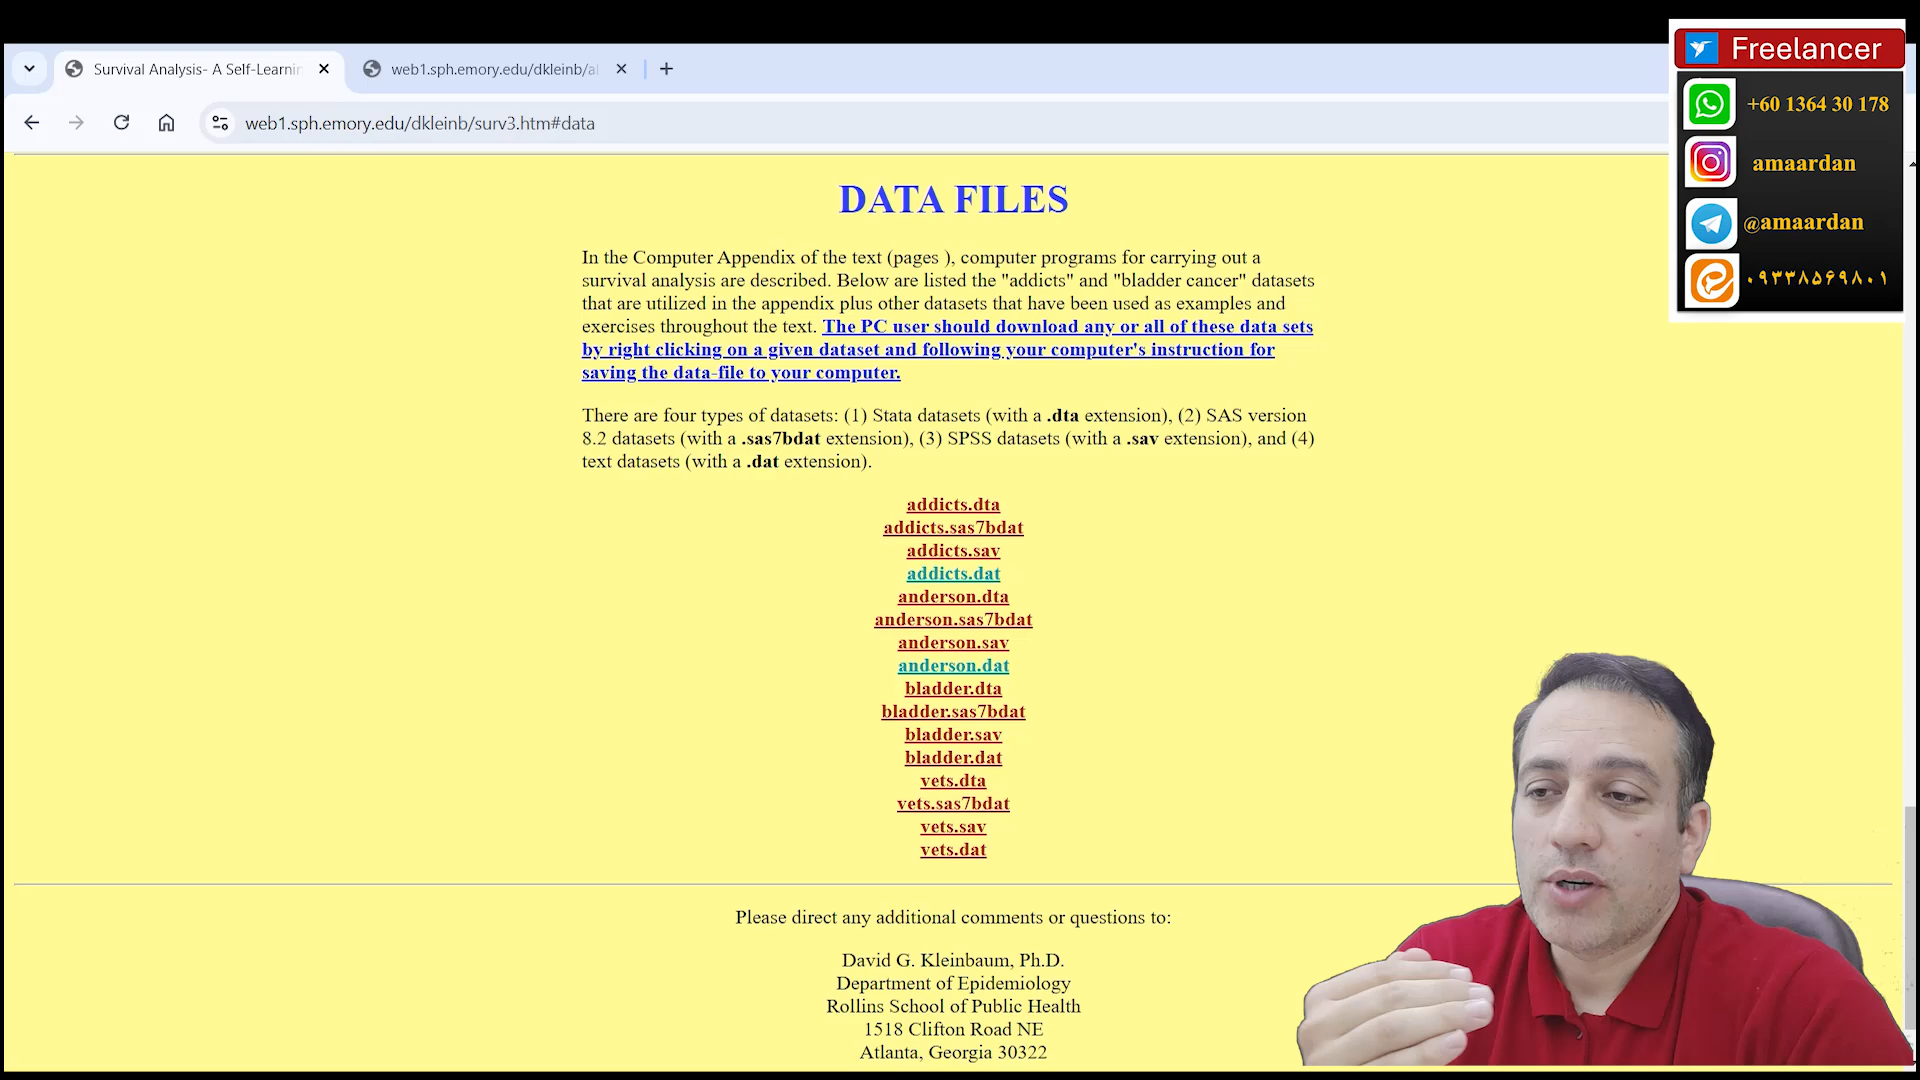 Survival Analysis- A Self-Learnin
web1.sph.emory.edu/dkleinb/al
web1.sph.emory.edu/dkleinb/surv3.htm#data
Freelancer
+60 1364 30 178
amaardan
@amaardan
۰۹۳۳۸۵۶۹۸۰۱
DATA FILES
In the Computer Appendix of the text (pages ), computer programs for carrying out a
survival analysis are described. Below are listed the "addicts" and "bladder cancer" datasets
that are utilized in the appendix plus other datasets that have been used as examples and
exercises throughout the text. The PC user should download any or all of these data sets
by right clicking on a given dataset and following your computer's instruction for
saving the data-file to your computer.
There are four types of datasets: (1) Stata datasets (with a .dta extension), (2) SAS version
8.2 datasets (with a .sas7bdat extension), (3) SPSS datasets (with a .sav extension), and (4)
text datasets (with a .dat extension).
addicts.dta
addicts.sas7bdat
addicts.sav
addicts.dat
anderson.dta
anderson.sas7bdat
anderson.sav
anderson.dat
bladder.dta
bladder.sas7bdat
bladder.sav
bladder.dat
vets.dta
vets.sas7bdat
vets.sav
vets.dat
Please direct any additional comments or questions to:
David G. Kleinbaum, Ph.D.
Department of Epidemiology
Rollins School of Public Health
1518 Clifton Road NE
Atlanta, Georgia 30322